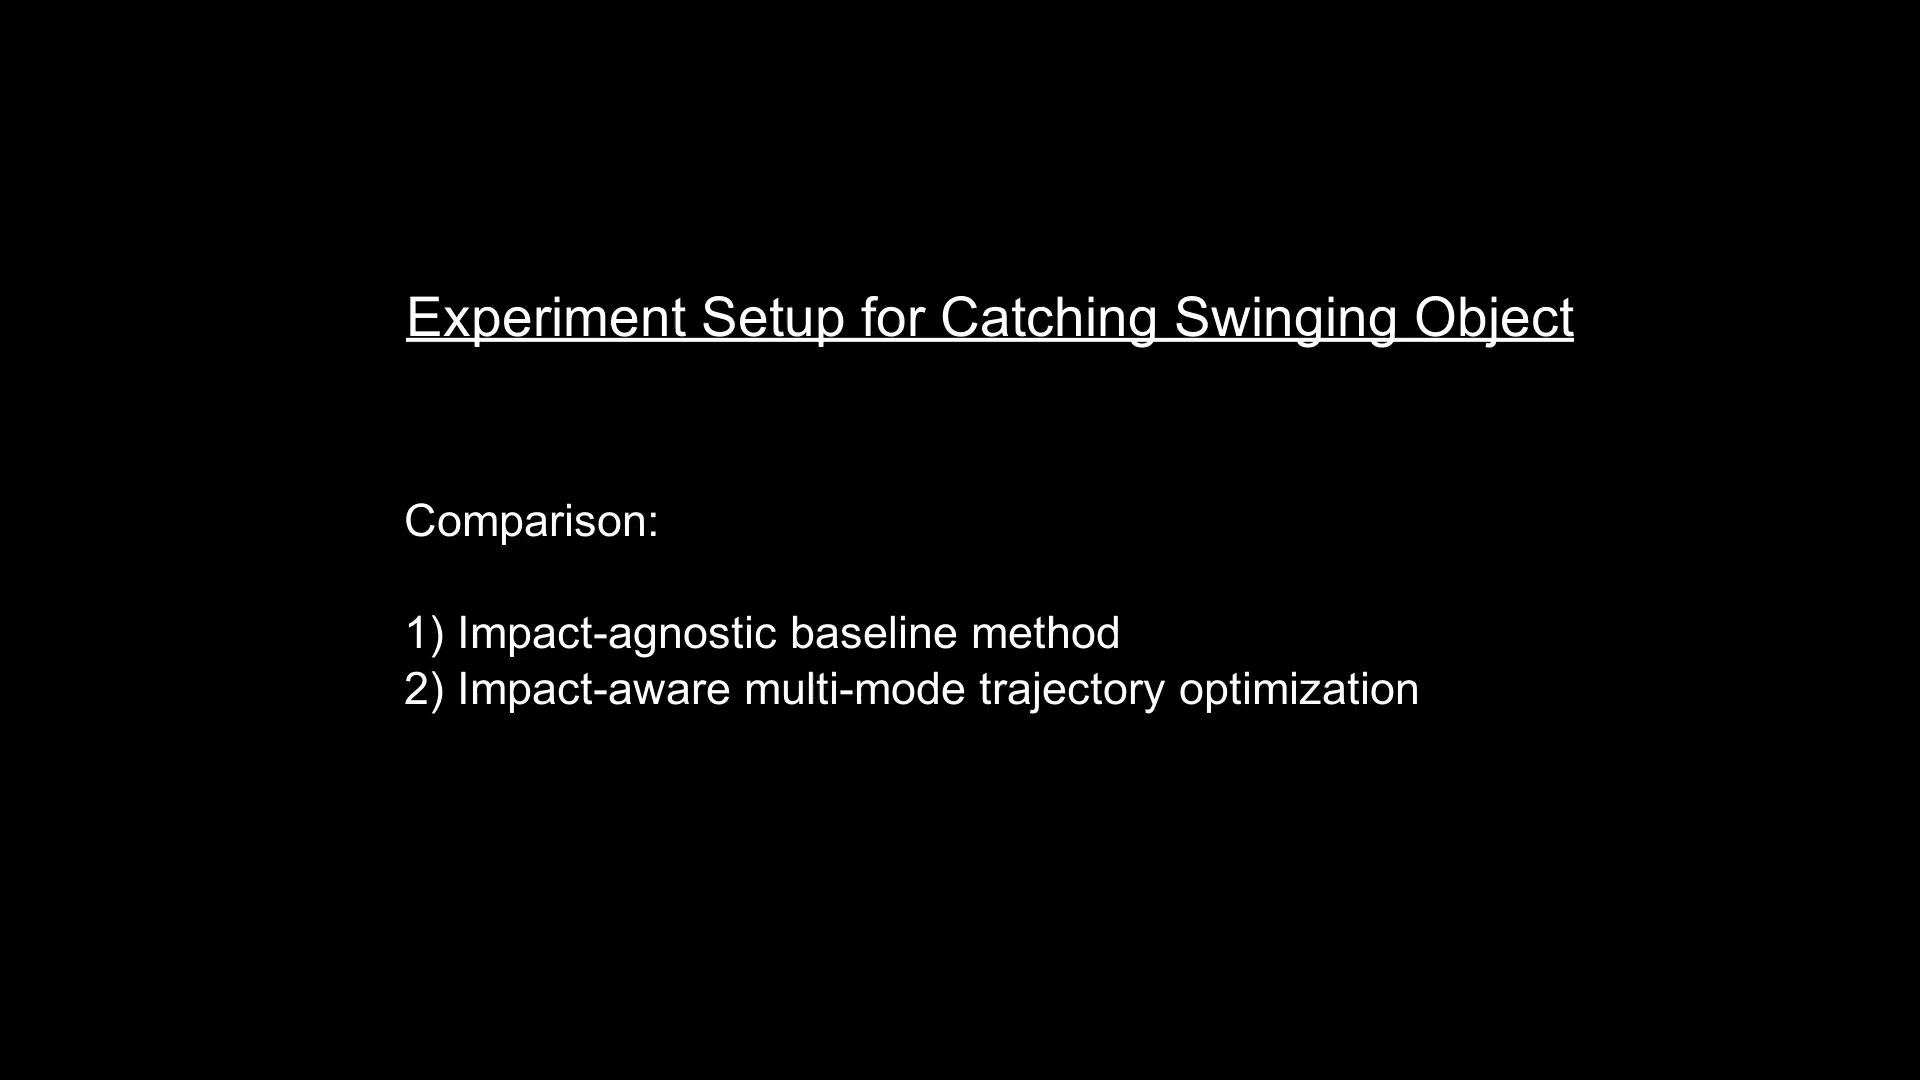 Experiment Setup for Catching Swinging Object
Comparison:
1) Impact-agnostic baseline method
2) Impact-aware multi-mode trajectory optimization